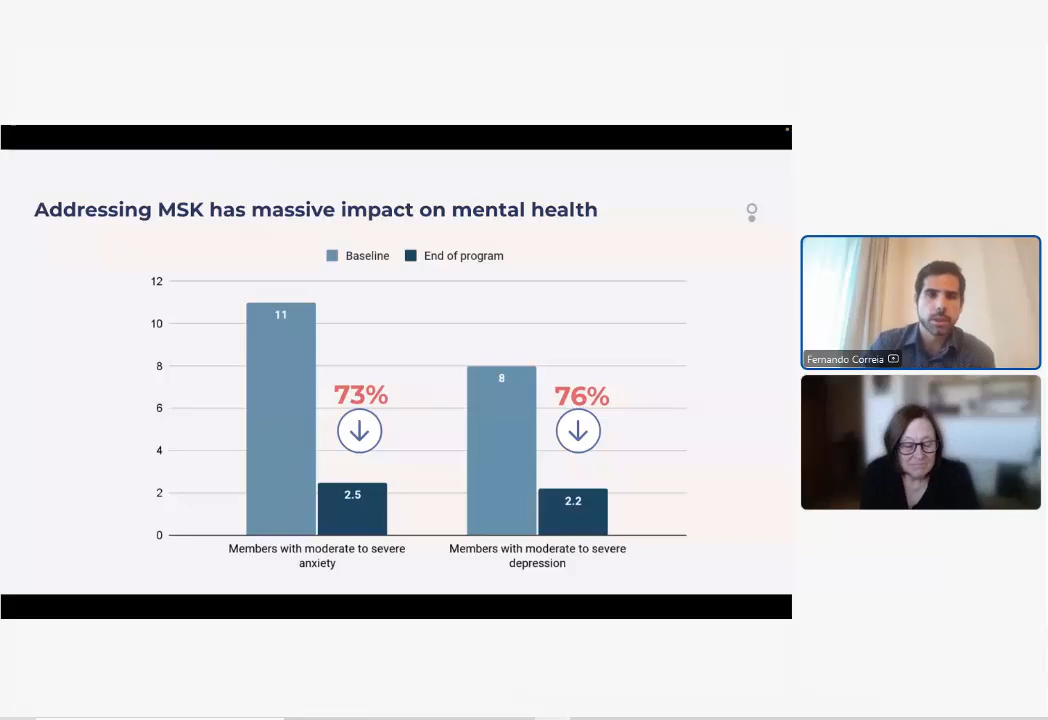 Addressing MSK has massive impact on mental health
Baseline
End of program
12
10
8
6
4
2
0
11
73%
2.5
8
76%
2.2
Members with moderate to severe
anxiety
Members with moderate to severe
depression
Fernando Correia